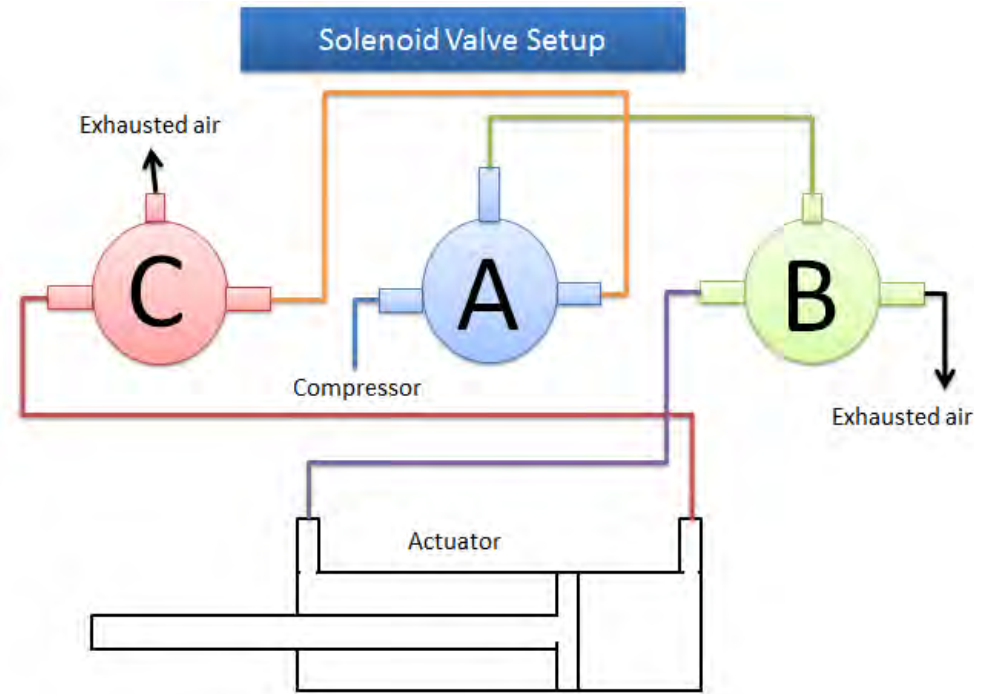 Solenoid Valve Setup
Exhausted air
C
A
B
Compressor
Exhausted air
Actuator